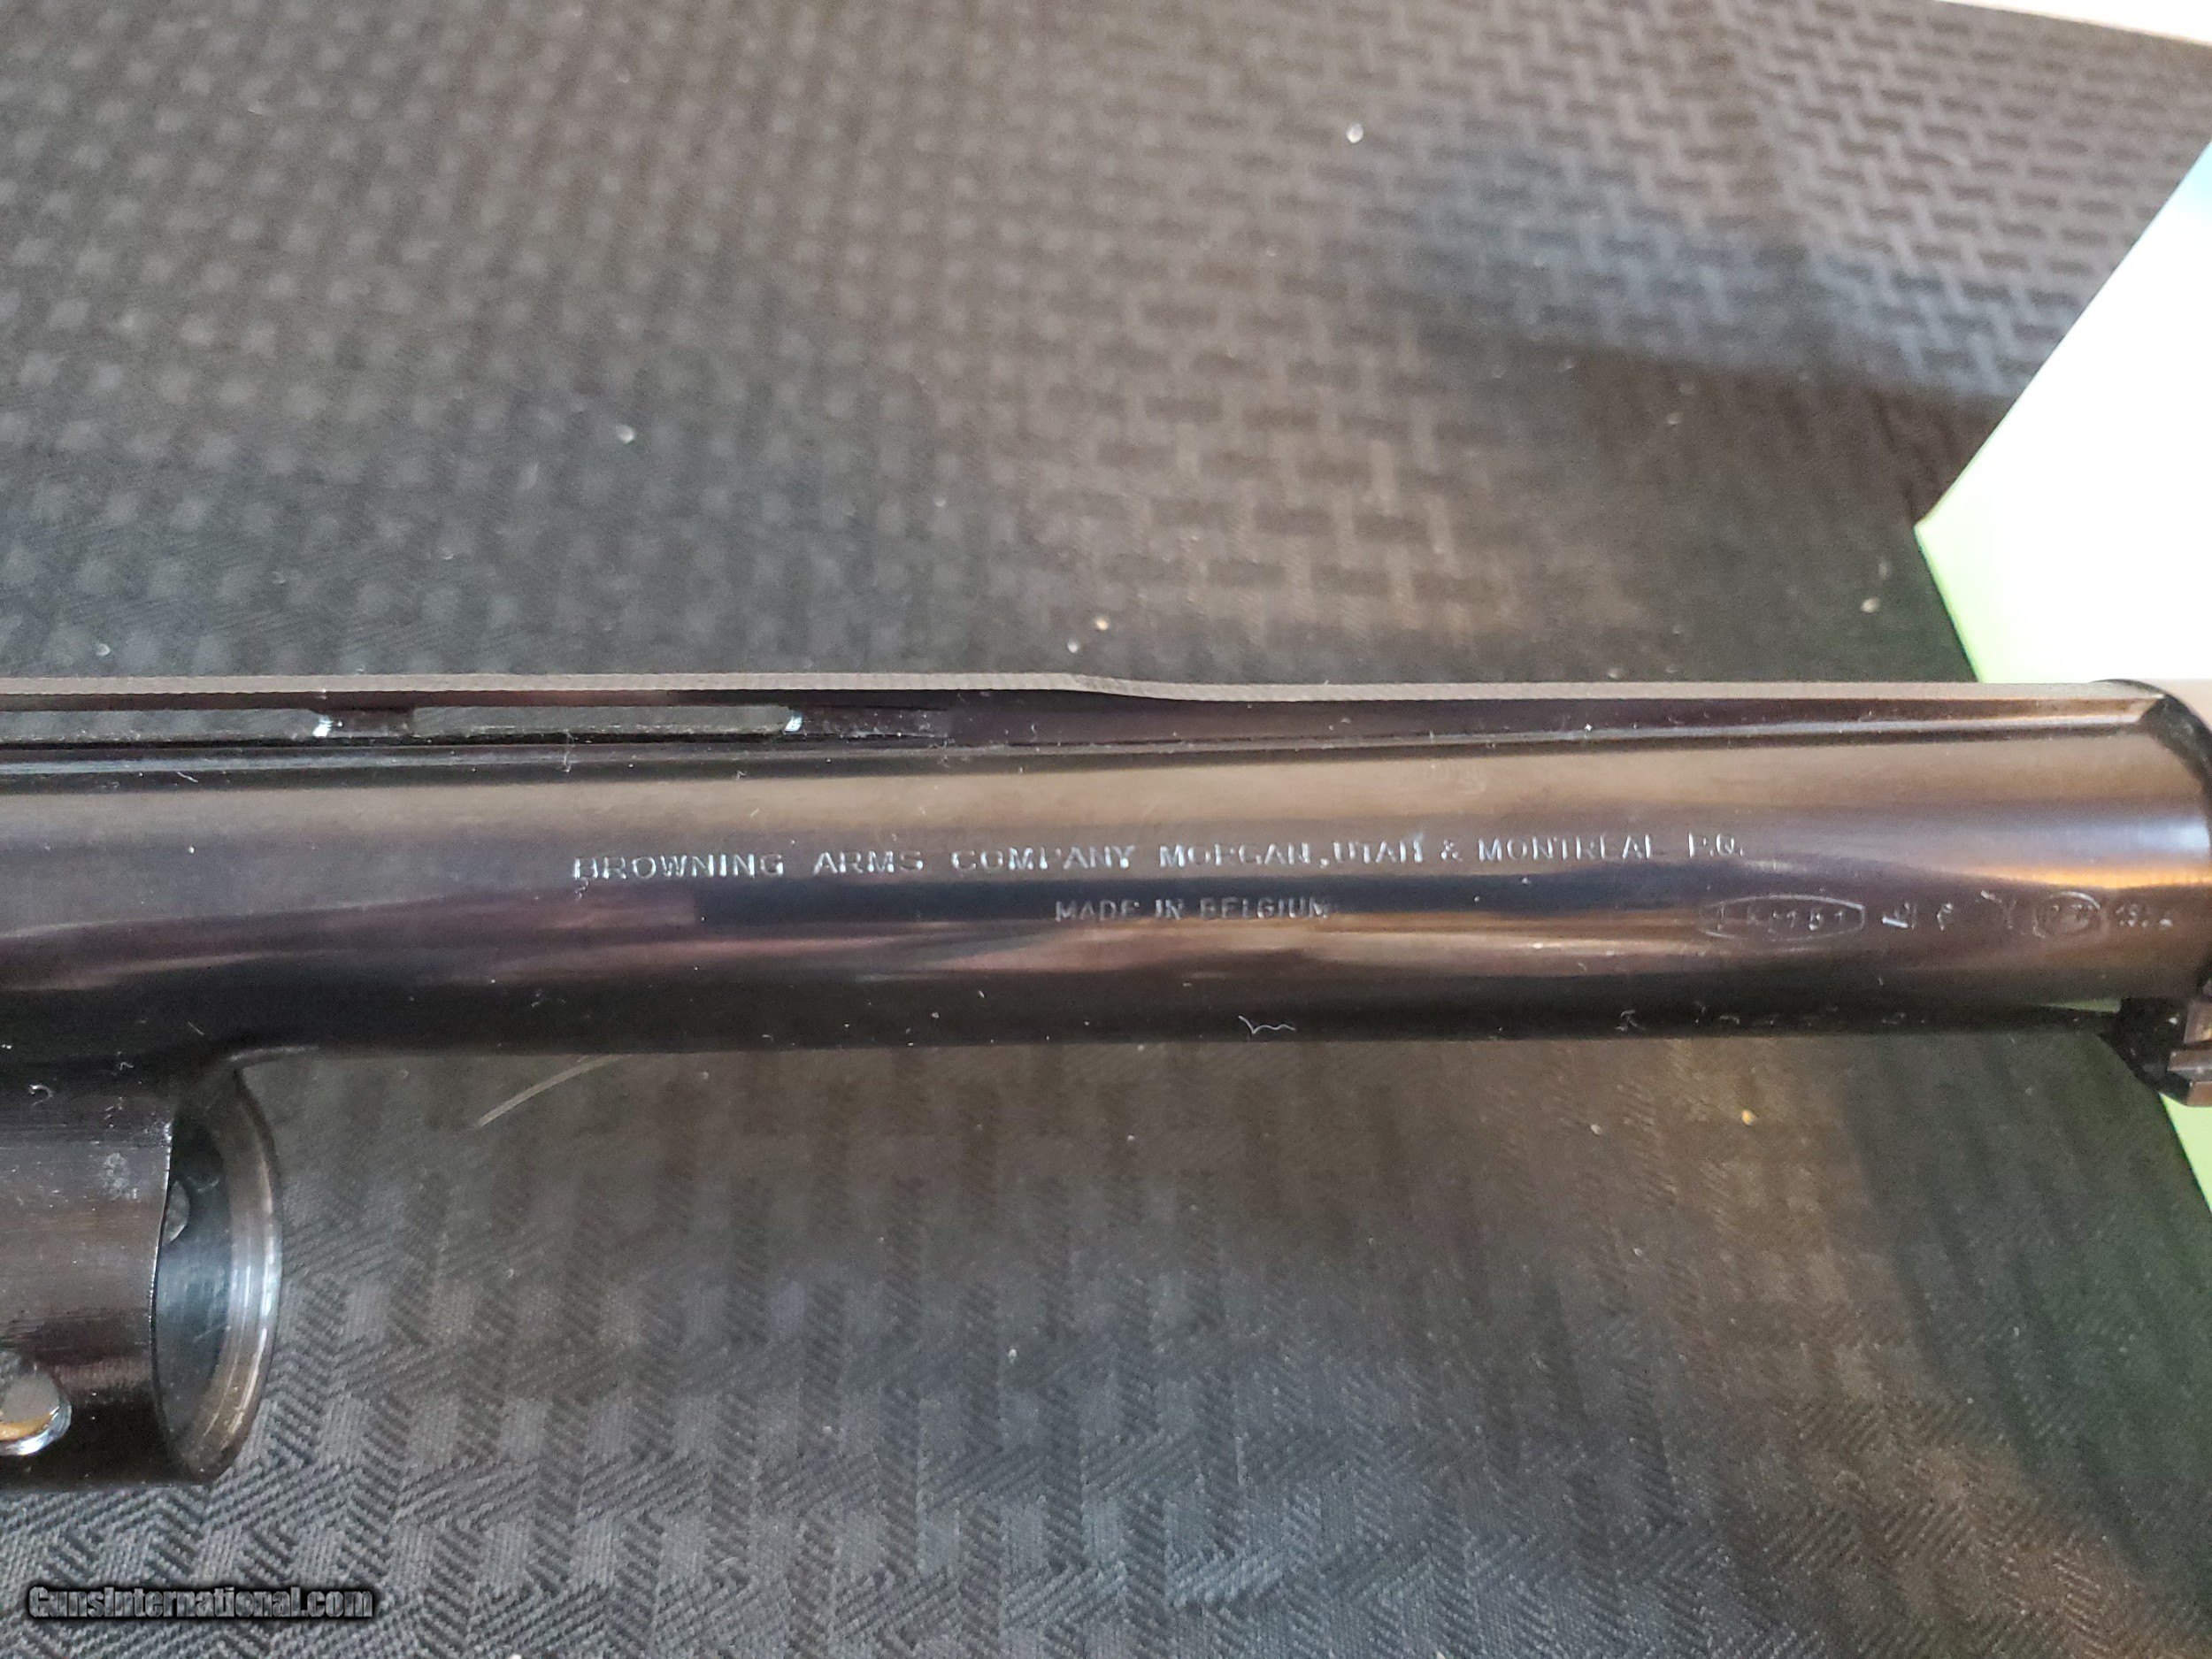 BROWNING ARMS COMPANY MORGAN, UTAH & MONTREAL P.Q.
MADE IN BELGIUM
GunsInternational.com